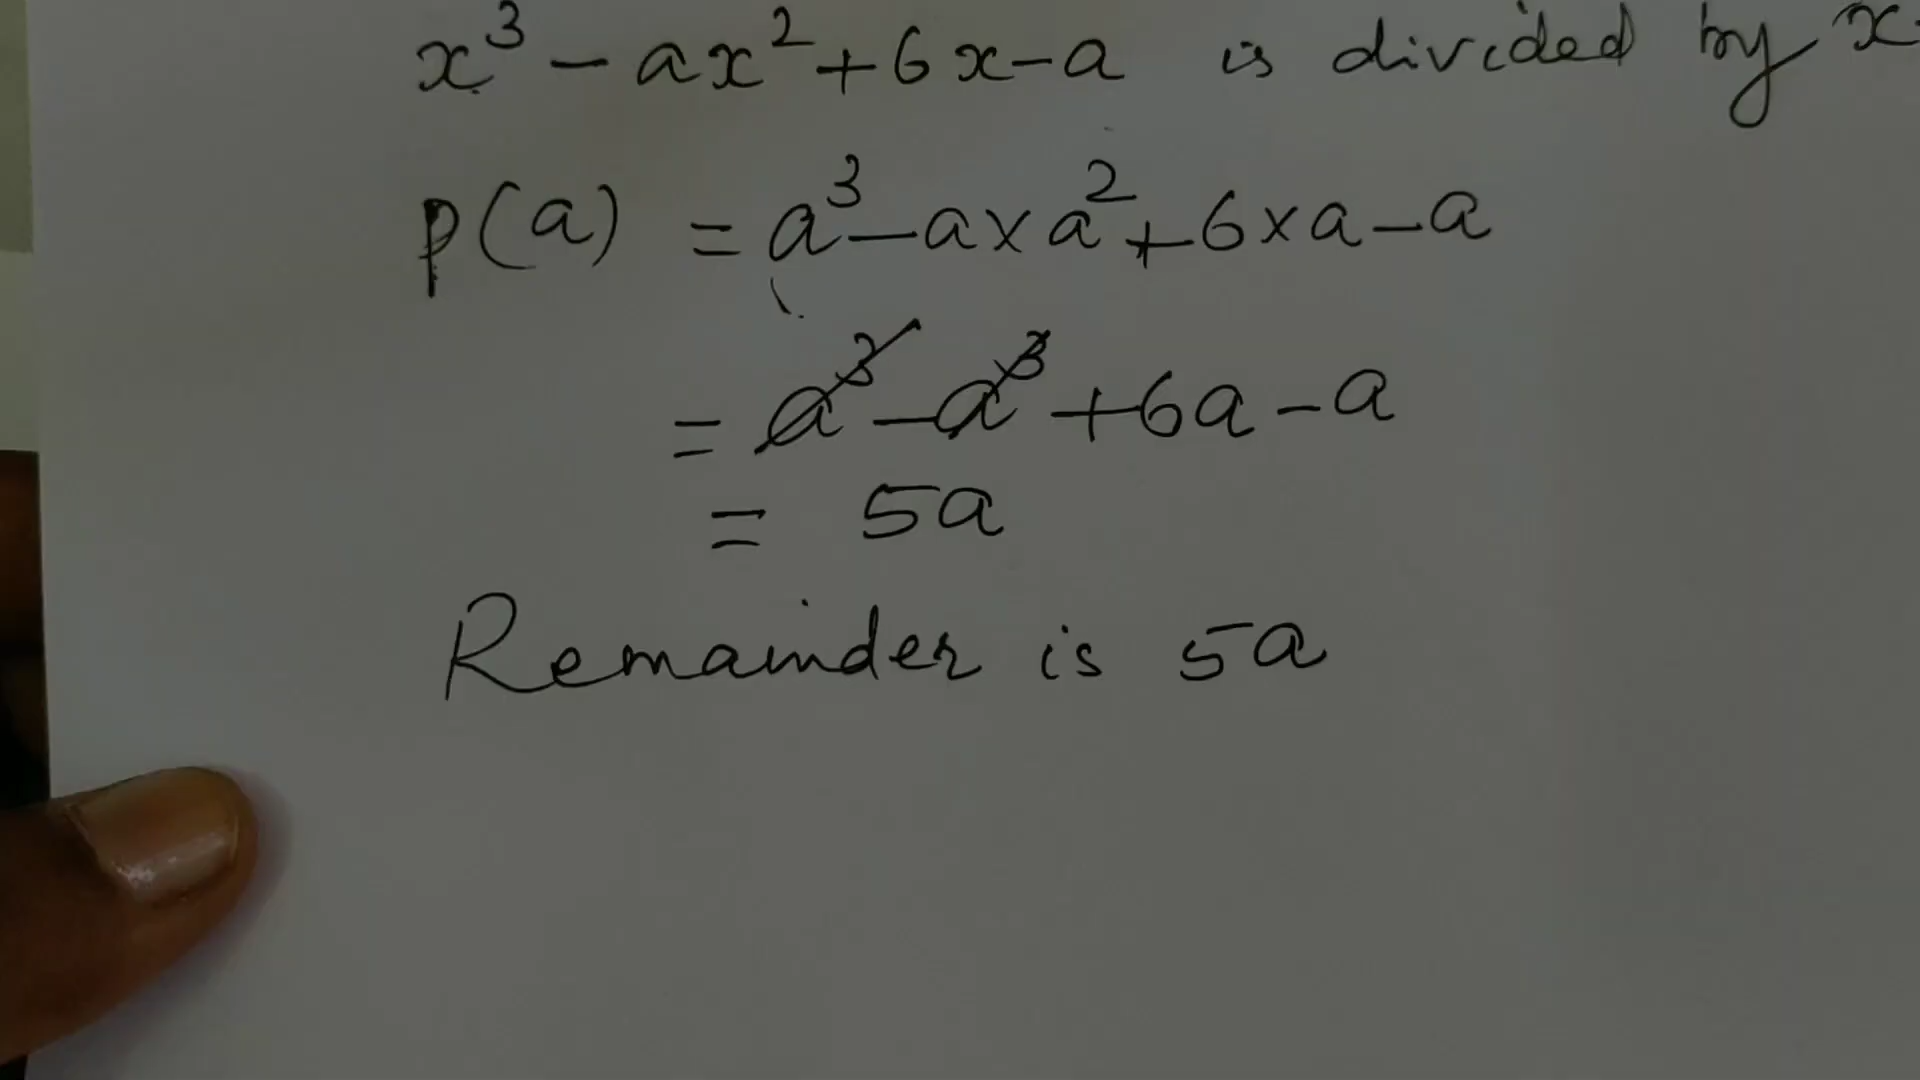 x³ - ax² + 6x - a is divided by x-
p(a) = a³ - a × a² + 6 × a - a
= a³ - a³ + 6a - a
= 5a
Remainder is 5a